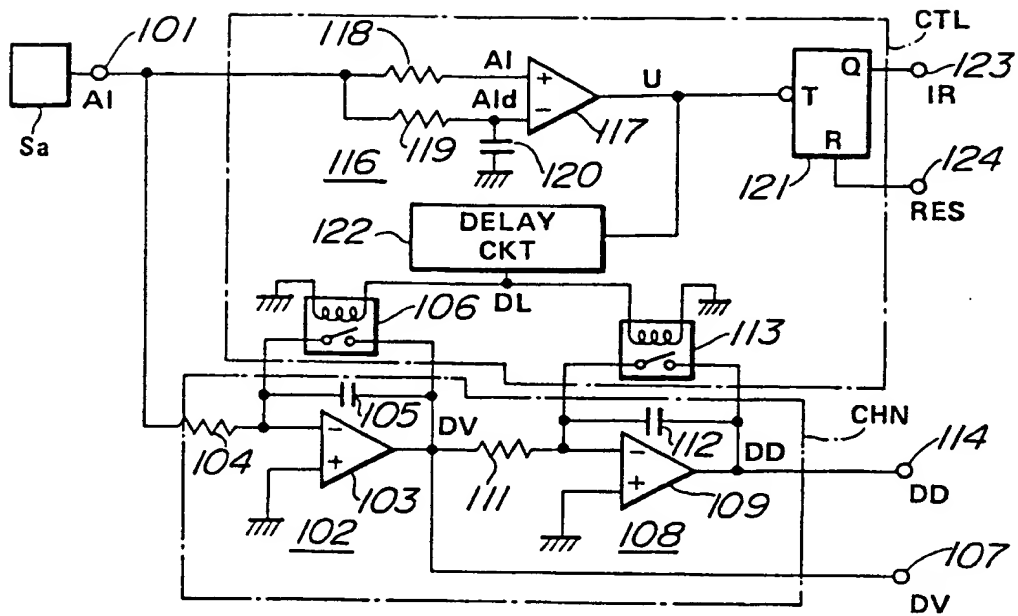 CTL
101
118
AI
Q
123
IR
AI
U
T
Sa
AId
117
R
119
124
116
120
121
RES
122
DELAY
CKT
DL
106
113
105
CHN
DV
112
DD
114
104
111
DD
103
109
102
108
107
DV